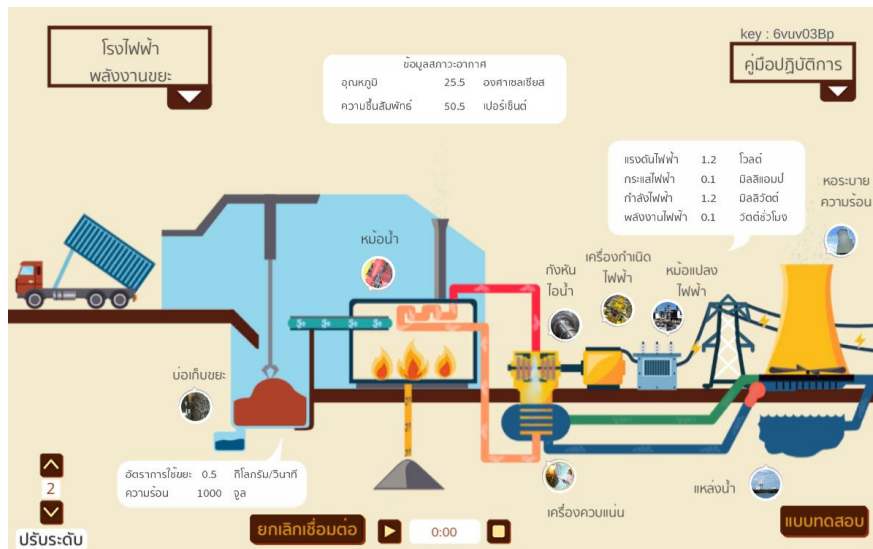 โรงไฟฟ้า
พลังงานขยะ
key : 6vuv03Bp
คู่มือปฏิบัติการ
ข้อมูลสภาวะอากาศ
อุณหภูมิ 25.5 องศาเซลเซียส
ความชื้นสัมพัทธ์ 50.5 เปอร์เซ็นต์
แรงดันไฟฟ้า 1.2 โวลต์
กระแสไฟฟ้า 0.1 มิลลิแอมป์
กำลังไฟฟ้า 1.2 มิลลิวัตต์
พลังงานไฟฟ้า 0.1 วัตต์ชั่วโมง
หอระบาย
ความร้อน
หม้อน้ำ
กังหัน
ไอน้ำ
เครื่องกำเนิด
ไฟฟ้า
หม้อแปลง
ไฟฟ้า
บ่อเก็บขยะ
อัตราการใช้ขยะ 0.5 กิโลกรัม/วินาที
ความร้อน 1000 จูล
เครื่องควบแน่น
แหล่งน้ำ
2
ปรับระดับ
ยกเลิกเชื่อมต่อ
0:00
แบบทดสอบ